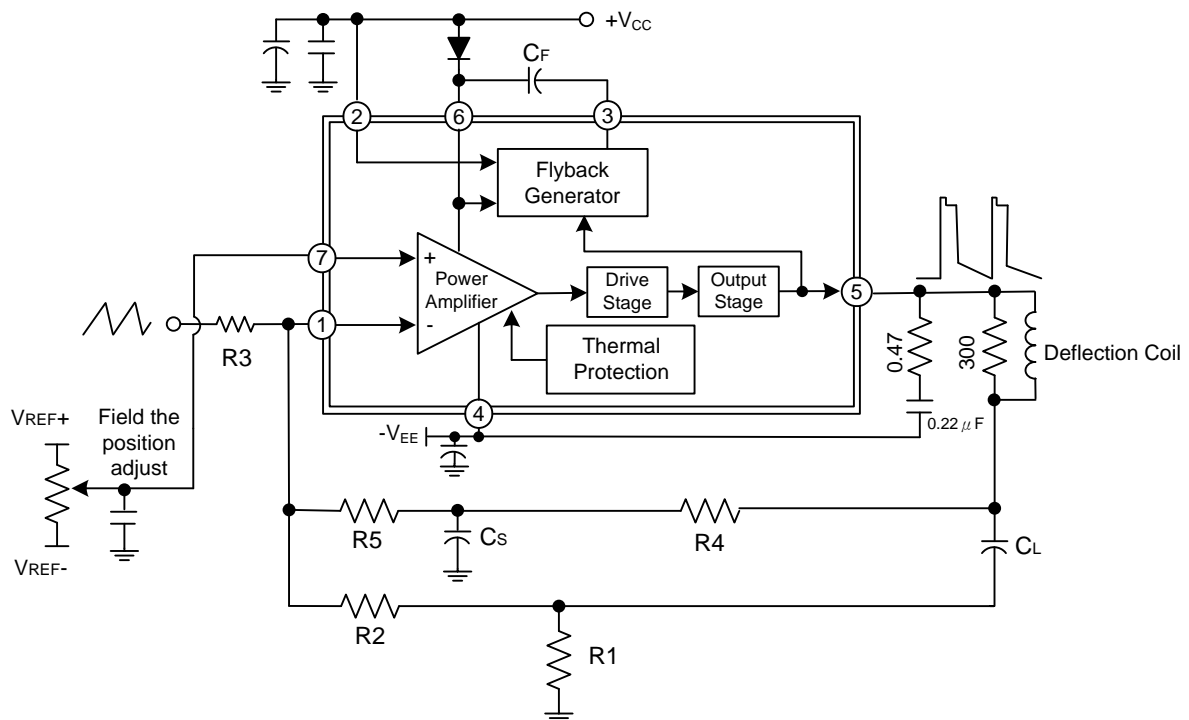 +VCC
CF
2
6
3
Flyback
Generator
7
+
Power
Amplifier
-
1
Drive
Stage
Output
Stage
5
Thermal
Protection
R3
0.47
300
Deflection Coil
0.22 μF
4
-VEE
VREF+
Field the
position
adjust
VREF-
R5
CS
R4
CL
R2
R1